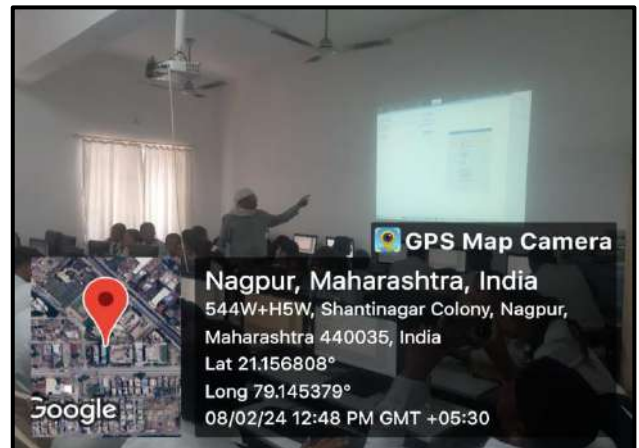 GPS Map Camera
Nagpur, Maharashtra, India
544W+H5W, Shantinagar Colony, Nagpur,
Maharashtra 440035, India
Lat 21.156808°
Long 79.145379°
08/02/24 12:48 PM GMT +05:30
Google